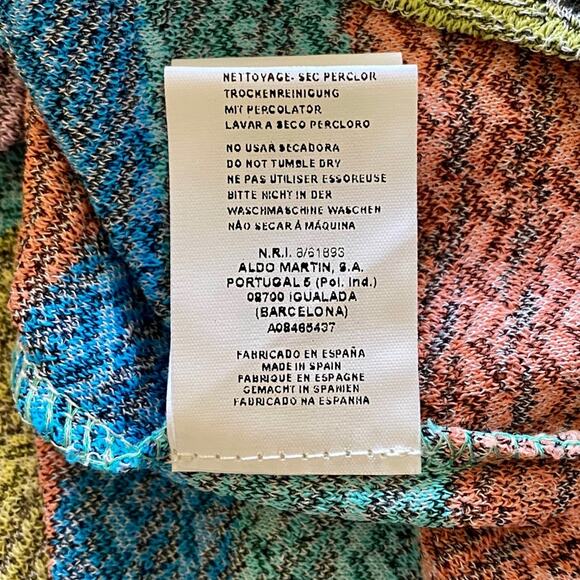 NETTOYAGE- SEC PERCLOR
TROCKENREINIGUNG
MIT PERCOLATOR
LAVAR A SECO PERCLORO
NO USAR SECADORA
DO NOT TUMBLE DRY
NE PAS UTILISER ESSOREUSE
BITTE NICHT IN DER
WASCHMASCHINE WASCHEN
NÃO SECAR À MÁQUINA
N.R.I. 8/61893
ALDO MARTIN, S.A.
PORTUGAL 5 (Pol. Ind.)
08700 IGUALADA
(BARCELONA)
A08465437
FABRICADO EN ESPAÑA
MADE IN SPAIN
FABRIQUE EN ESPAGNE
GEMACHT IN SPANIEN
FABRICADO NA ESPANHA